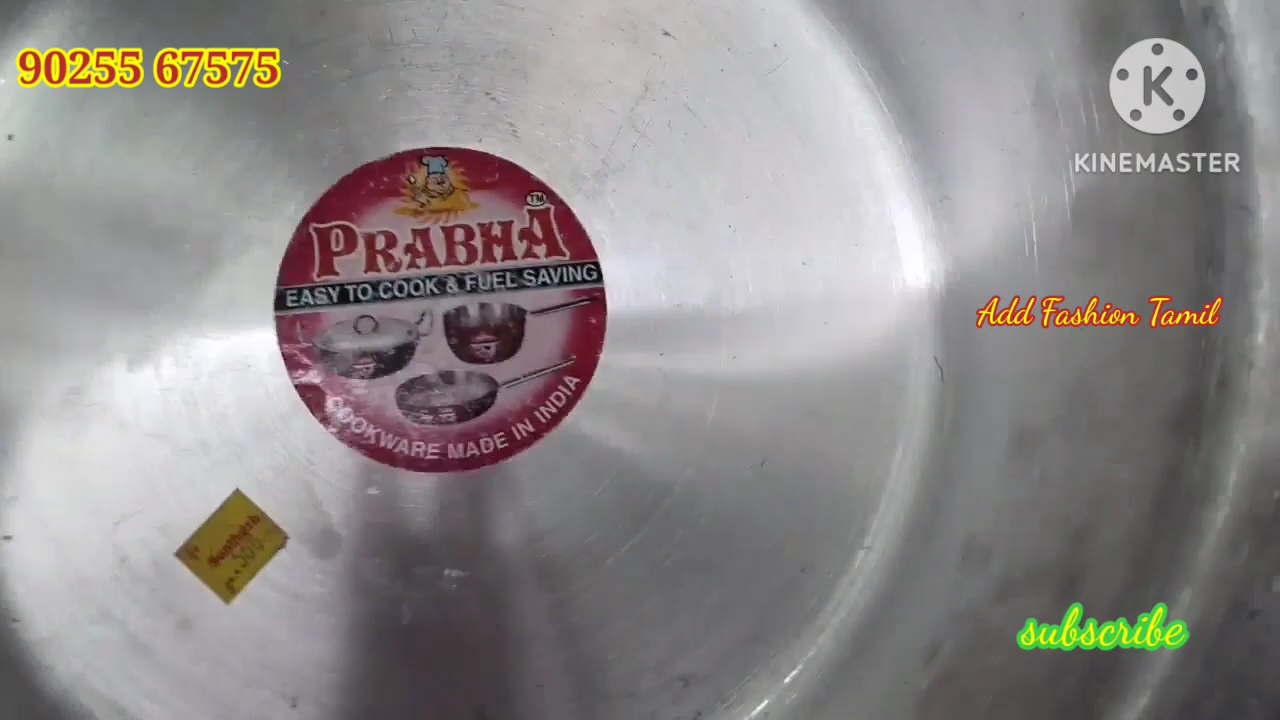 90255 67575
K
KINEMASTER
TM
PRABHA
EASY TO COOK & FUEL SAVING
COOKWARE MADE IN INDIA
Add Fashion Tamil
subscribe